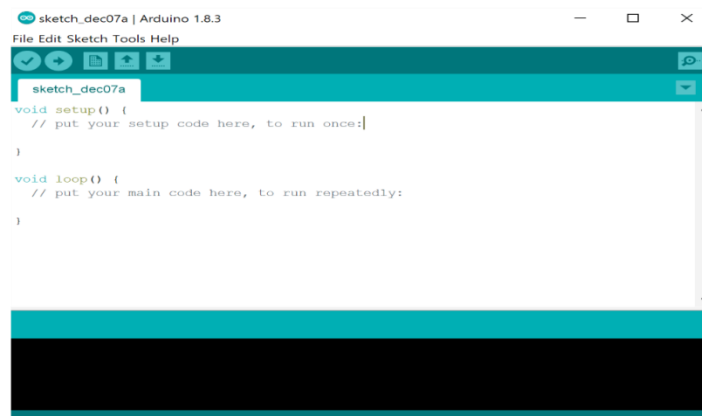 sketch_dec07a | Arduino 1.8.3
File Edit Sketch Tools Help
sketch_dec07a
void setup() {
  // put your setup code here, to run once:
}
void loop() {
  // put your main code here, to run repeatedly:
}